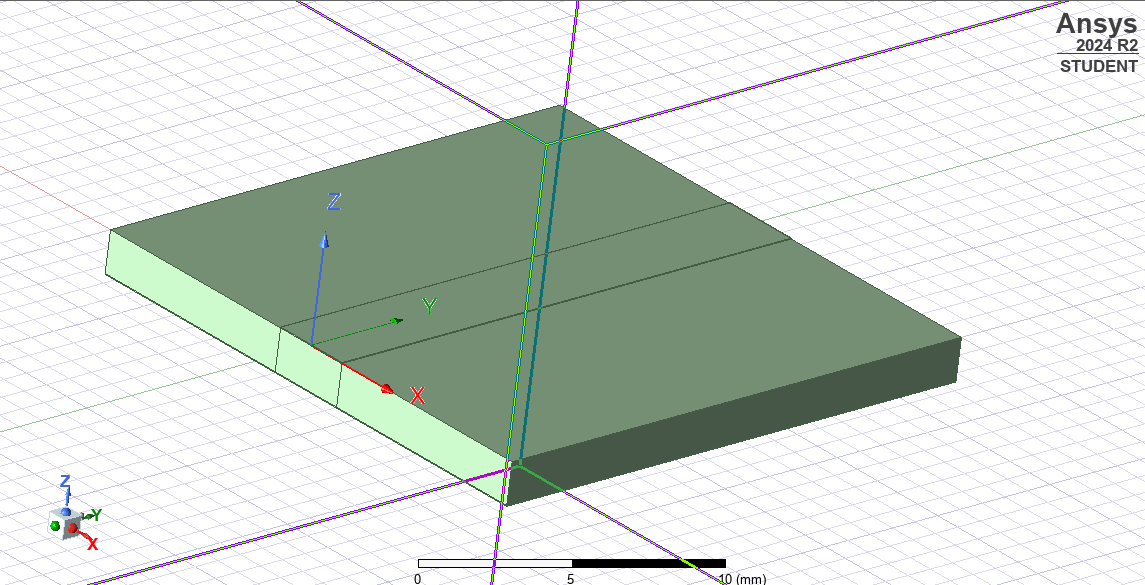 Ansys
2024 R2
STUDENT
Z
Y
X
Z
Y
X
0 5 10 (mm)